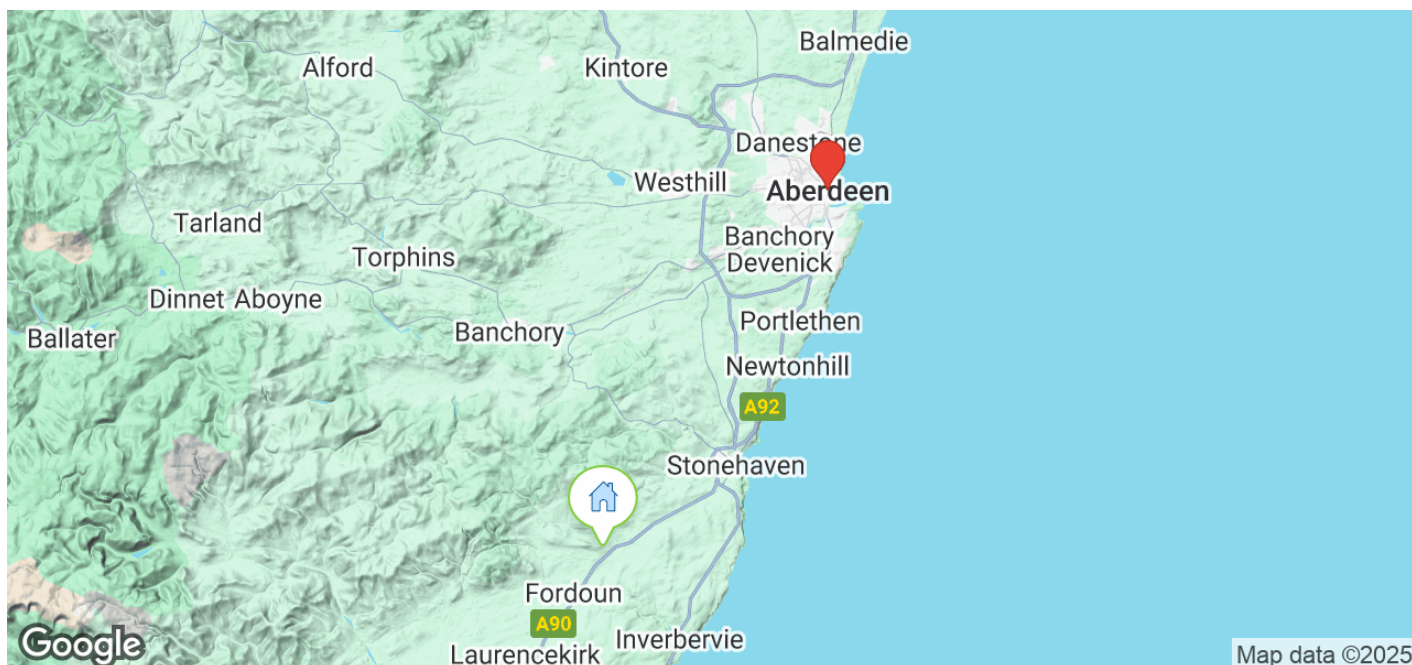 Balmedie
Alford
Kintore
Danestone
Westhill
Aberdeen
Tarland
Banchory
Devenick
Torphins
Dinnet Aboyne
Portlethen
Ballater
Banchory
Newtonhill
A92
Stonehaven
Fordoun
A90
Inverbervie
Laurencekirk
Google
Map data ©2025